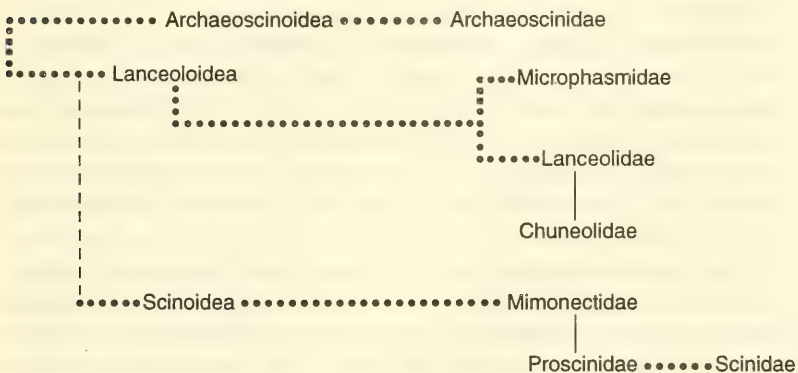 Archaeoscinoidea Archaeoscinidae
Lanceoloidea
Microphasmidae
Lanceolidae
Chuneolidae
Scinoidea Mimonectidae
Proscinidae Scinidae